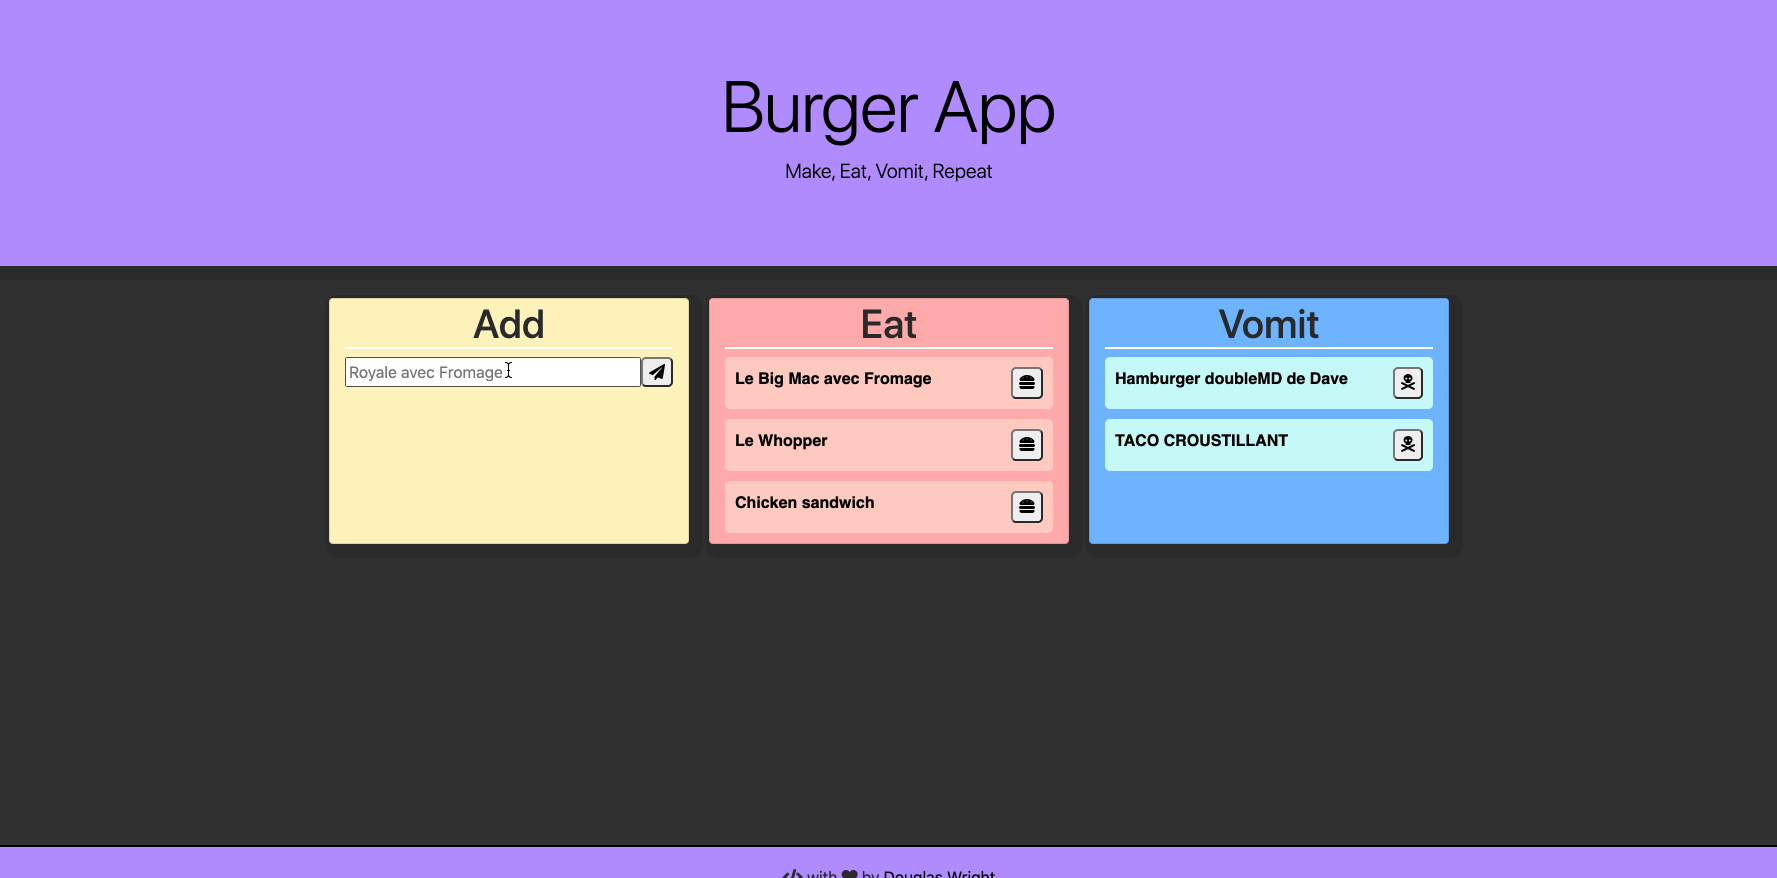 Burger App
Make, Eat, Vomit, Repeat
Add
Royale avec Fromage
Eat
Le Big Mac avec Fromage
Le Whopper
Chicken sandwich
Vomit
Hamburger doubleMD de Dave
TACO CROUSTILLANT
</> with ♥ by Douglas Wright